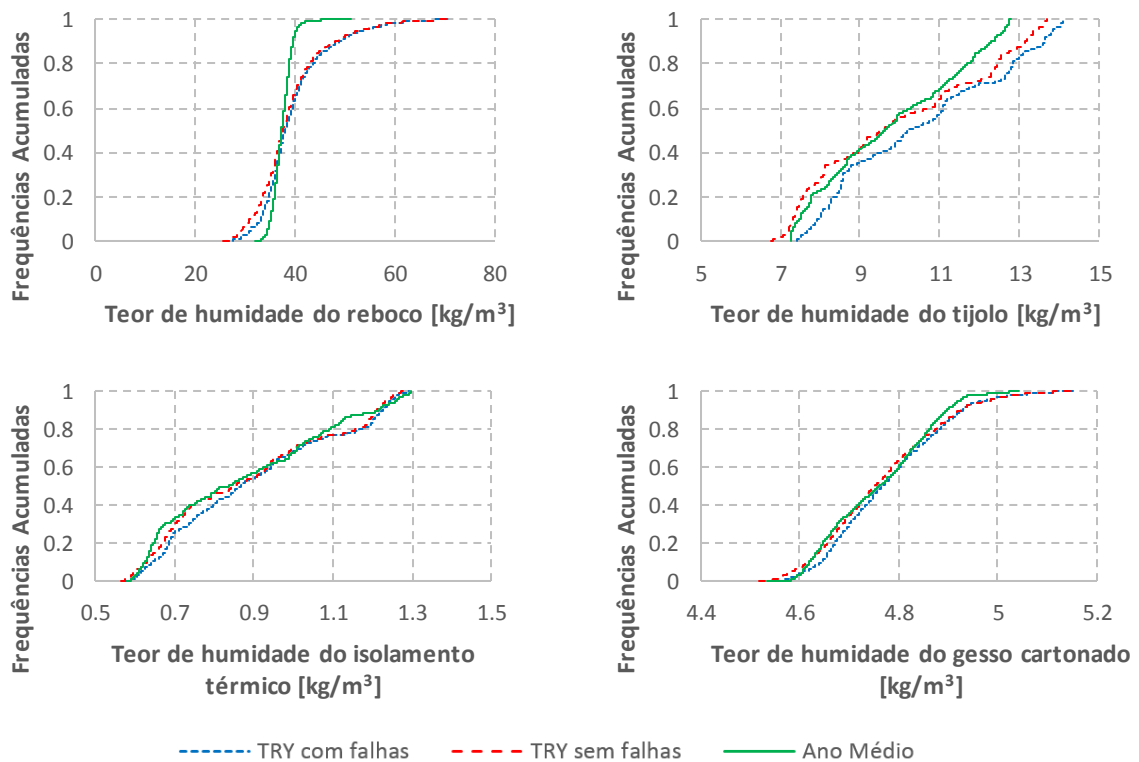 1
0.8
0.6
0.4
0.2
0
Frequências Acumuladas
0 20 40 60 80
Teor de humidade do reboco [kg/m³]
1
0.8
0.6
0.4
0.2
0
Frequências Acumuladas
5 7 9 11 13 15
Teor de humidade do tijolo [kg/m³]
1
0.8
0.6
0.4
0.2
0
Frequências Acumuladas
0.5 0.7 0.9 1.1 1.3 1.5
Teor de humidade do isolamento
térmico [kg/m³]
1
0.8
0.6
0.4
0.2
0
Frequências Acumuladas
4.4 4.6 4.8 5 5.2
Teor de humidade do gesso cartonado
[kg/m³]
TRY com falhas TRY sem falhas Ano Médio